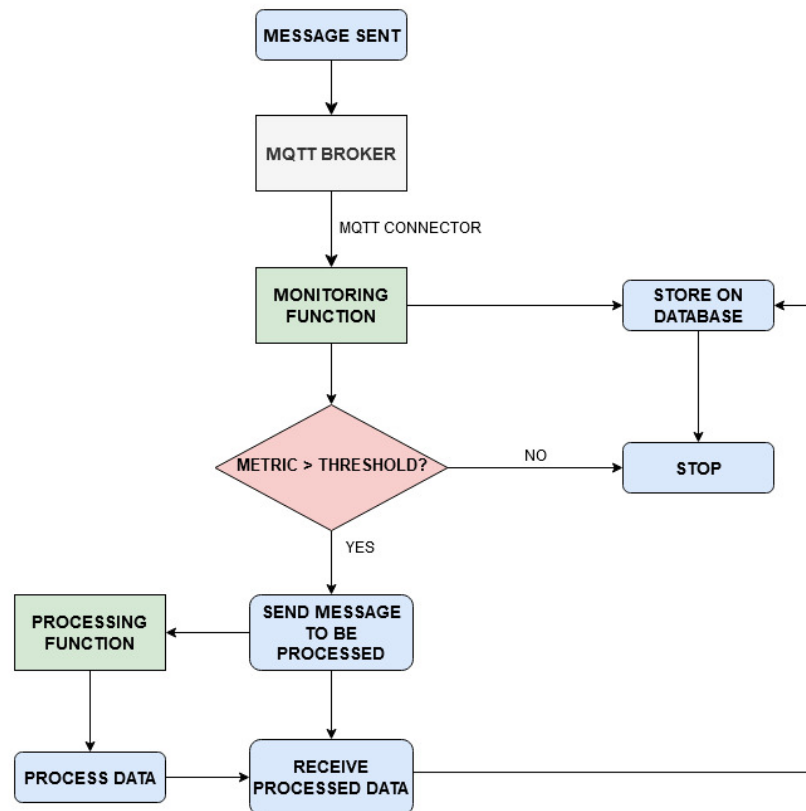 MESSAGE SENT
MQTT BROKER
MQTT CONNECTOR
MONITORING
FUNCTION
STORE ON
DATABASE
METRIC > THRESHOLD?
NO
STOP
YES
PROCESSING
FUNCTION
SEND MESSAGE
TO BE
PROCESSED
PROCESS DATA
RECEIVE
PROCESSED DATA